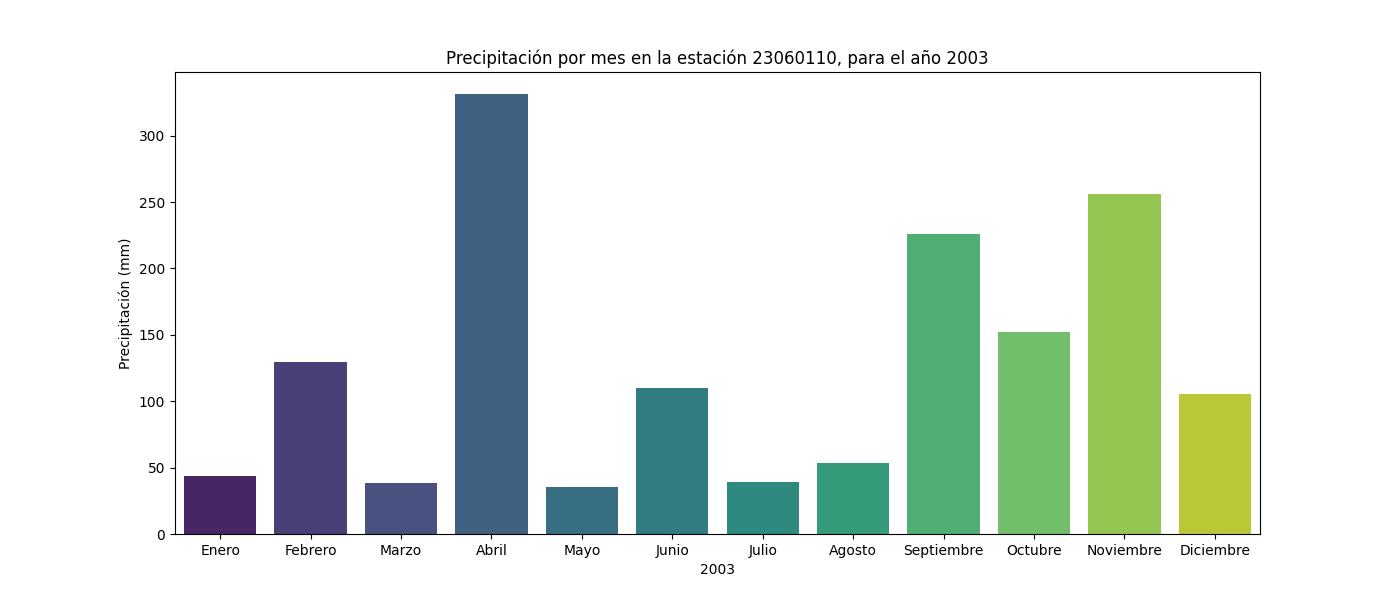 Precipitación por mes en la estación 23060110, para el año 2003
Precipitación (mm)
300
250
200
150
100
50
0
Enero Febrero Marzo Abril Mayo Junio Julio Agosto Septiembre Octubre Noviembre Diciembre
2003